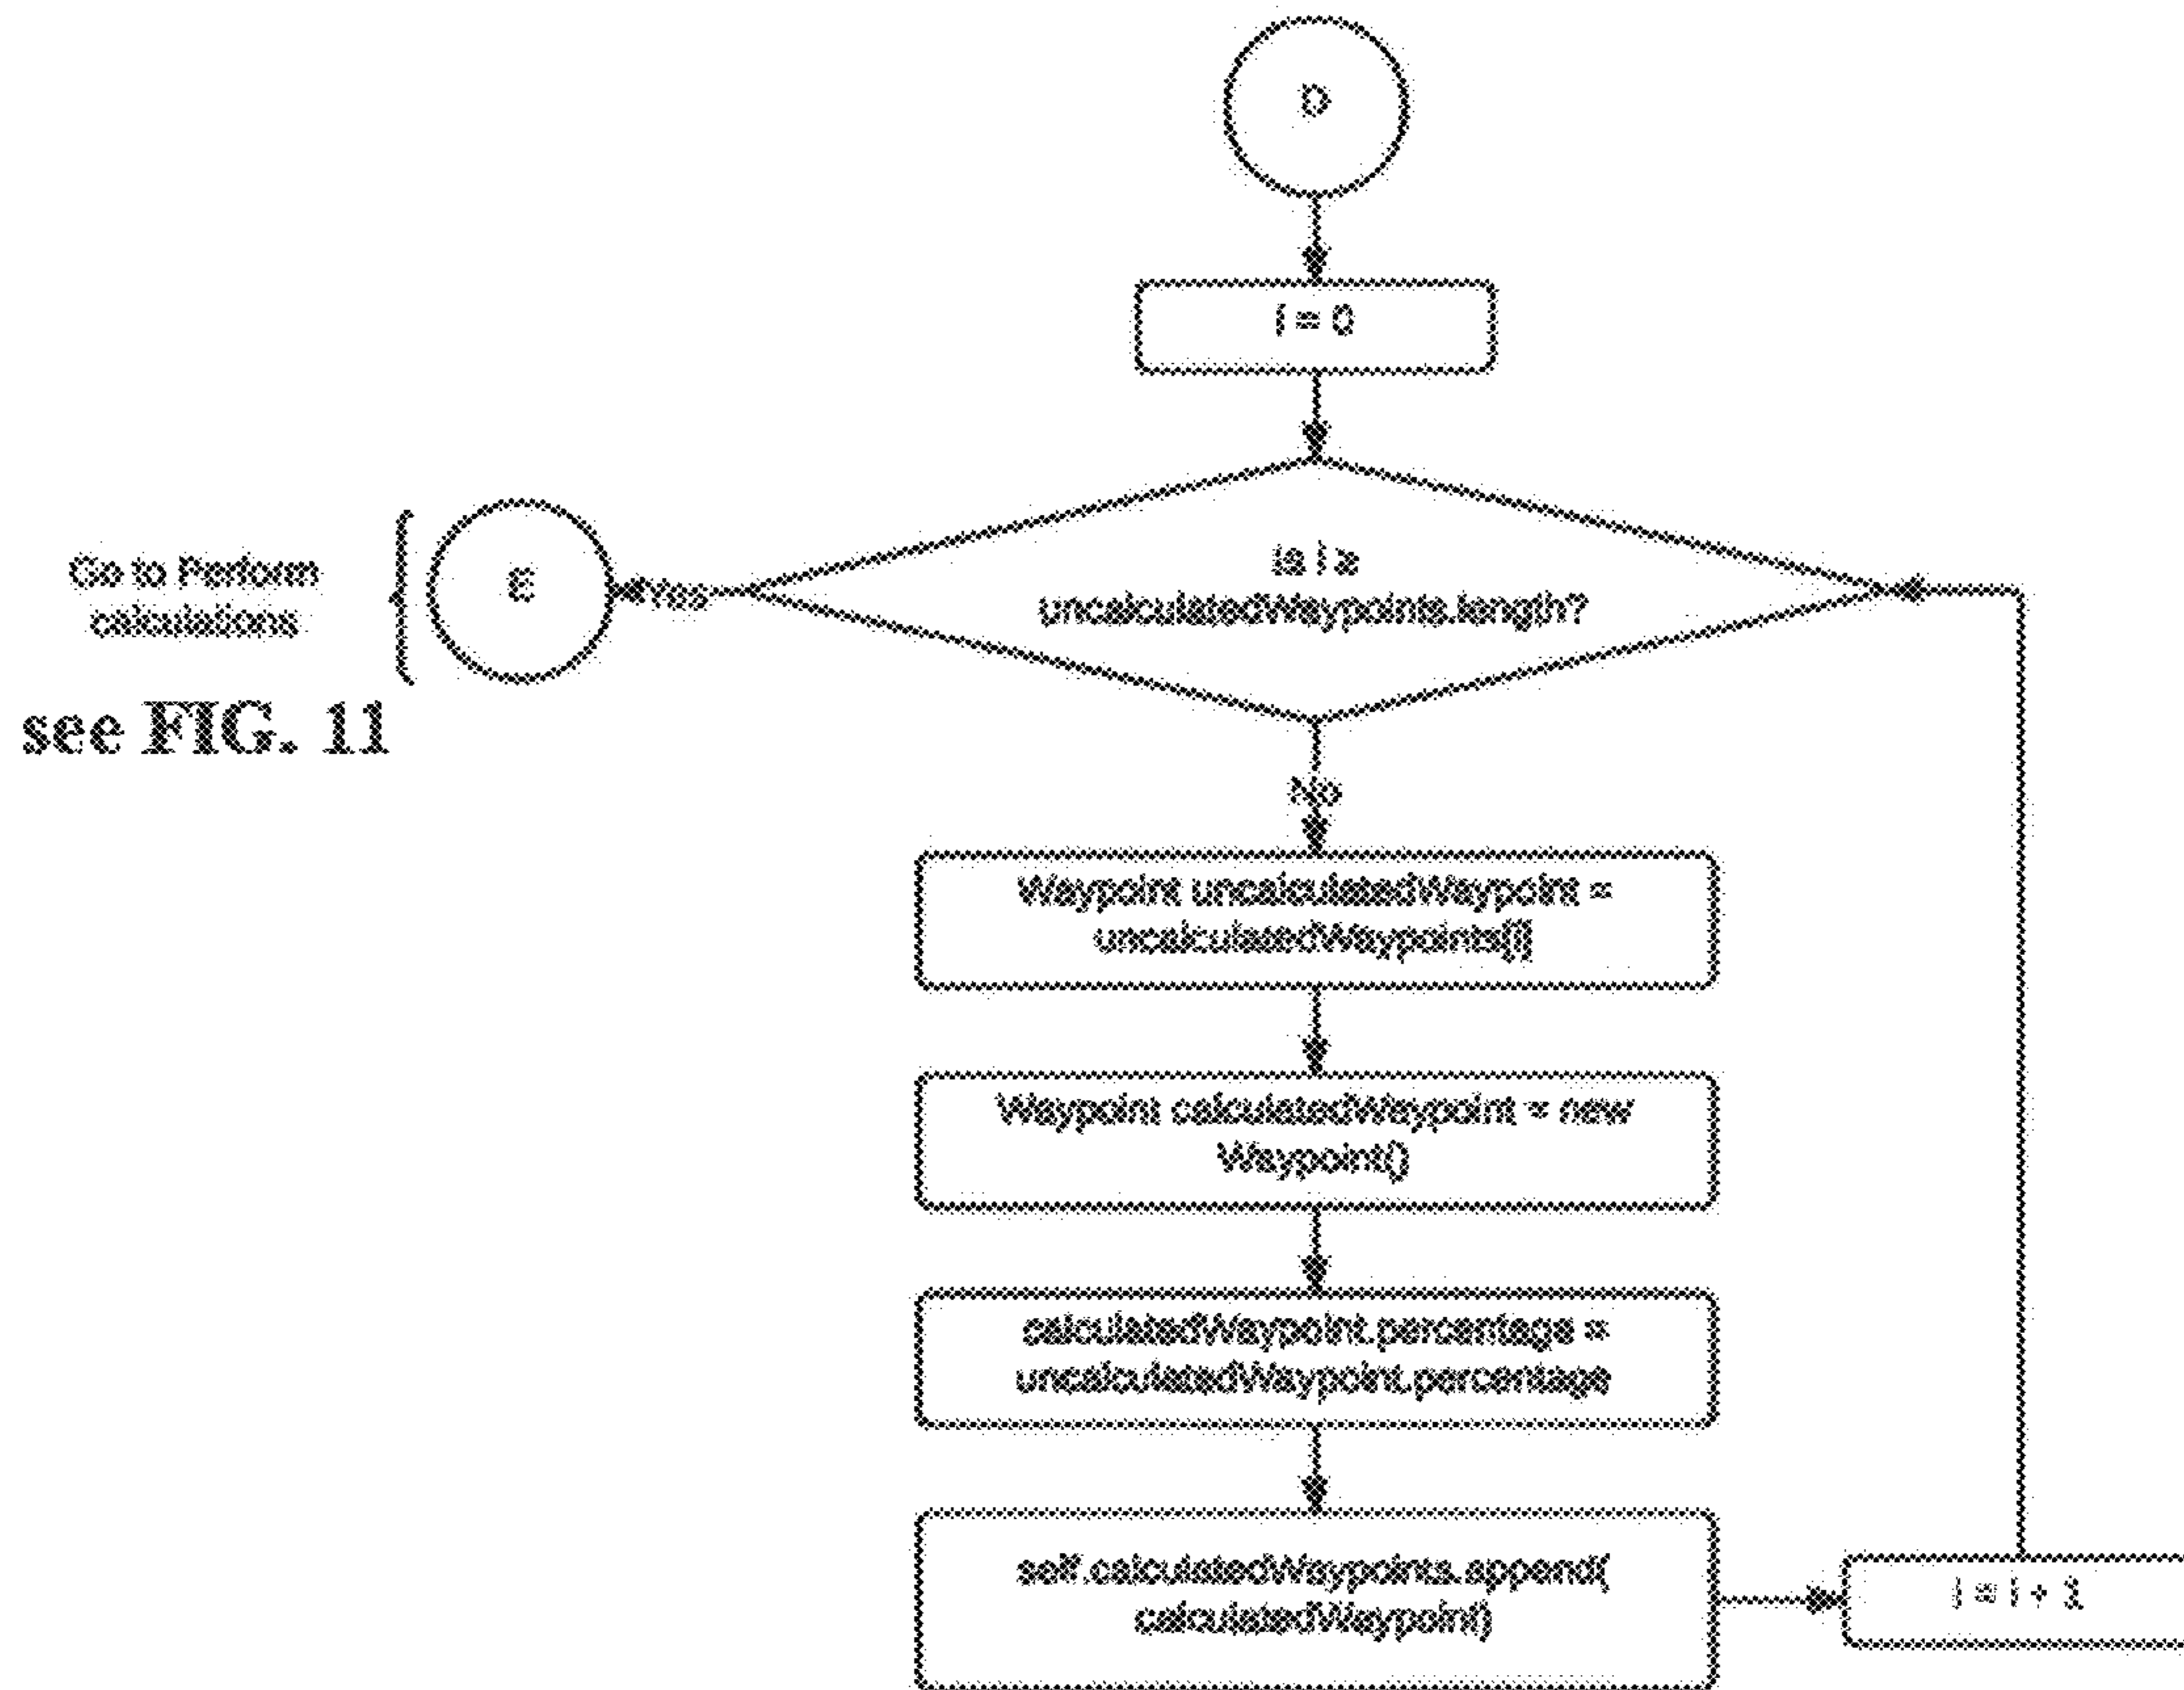 D
i = 0
is i ≥
uncalculatedWaypoints.length?
Yes
E
Go to Perform
calculations
see FIG. 11
No
Waypoint uncalculatedWaypoint =
uncalculatedWaypoints[i]
Waypoint calculatedWaypoint = new
Waypoint()
calculatedWaypoint.percentage =
uncalculatedWaypoint.percentage
self.calculatedWaypoints.append(
calculatedWaypoint)
i = i + 1